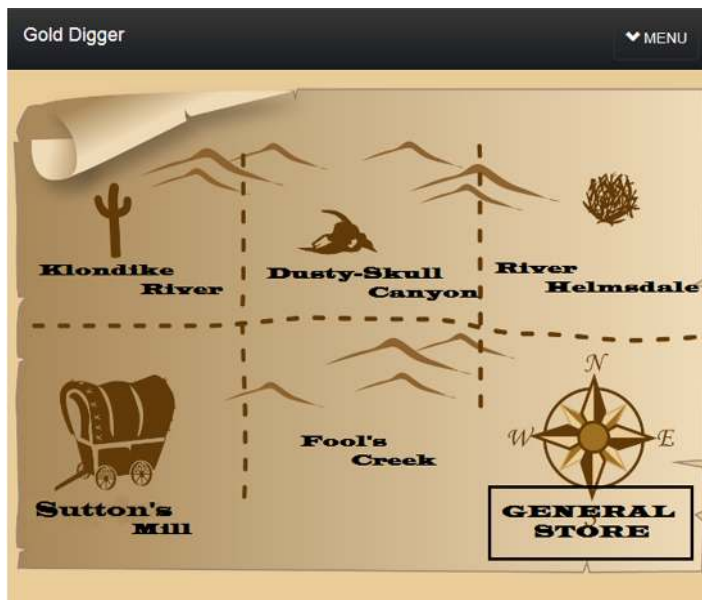 Gold Digger
MENU
Klondike
River
Dusty-Skull
Canyon
River
Helmsdale
N
W
E
S
Fool's
Creek
Sutton's
Mill
GENERAL
STORE